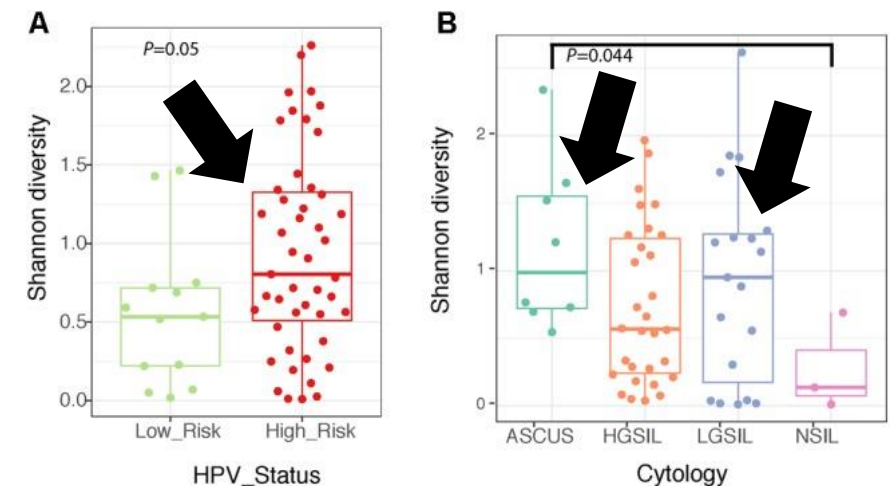 A
P=0.05
Shannon diversity
2.0
1.5
1.0
0.5
0.0
Low_Risk High_Risk
HPV_Status
B
P=0.044
Shannon diversity
2
1
0
ASCUS HGSIL LGSIL NSIL
Cytology